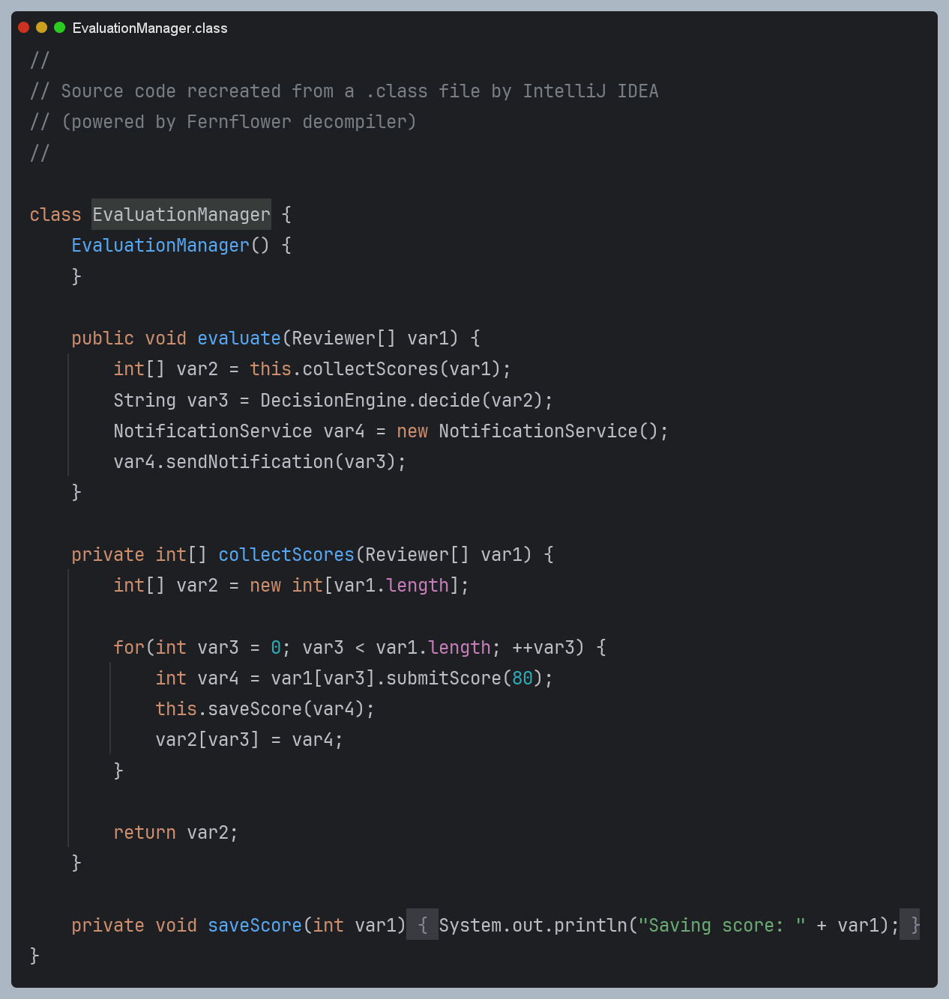 EvaluationManager.class
//
// Source code recreated from a .class file by IntelliJ IDEA
// (powered by Fernflower decompiler)
//
class EvaluationManager {
    EvaluationManager() {
    }
    public void evaluate(Reviewer[] var1) {
        int[] var2 = this.collectScores(var1);
        String var3 = DecisionEngine.decide(var2);
        NotificationService var4 = new NotificationService();
        var4.sendNotification(var3);
    }
    private int[] collectScores(Reviewer[] var1) {
        int[] var2 = new int[var1.length];
        for(int var3 = 0; var3 < var1.length; ++var3) {
            int var4 = var1[var3].submitScore(80);
            this.saveScore(var4);
            var2[var3] = var4;
        }
        return var2;
    }
    private void saveScore(int var1) { System.out.println("Saving score: " + var1); }
}